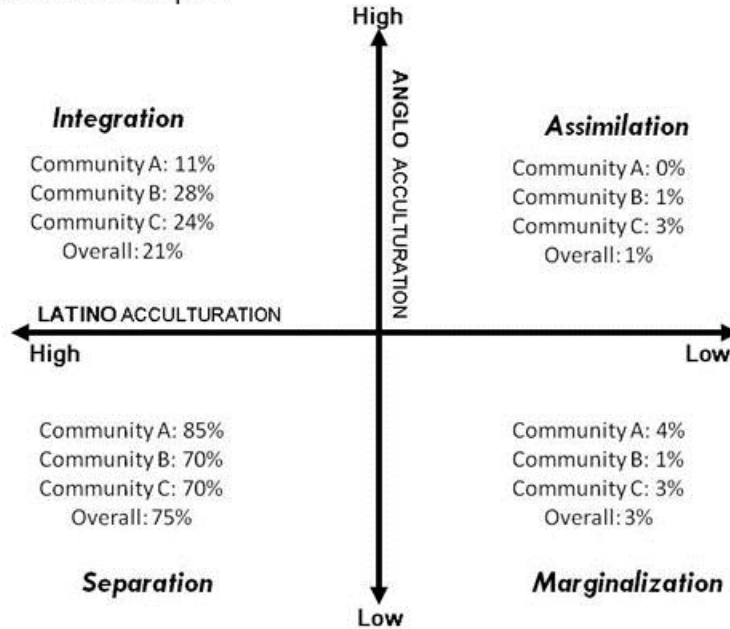 High
ANGLO ACCULTURATION
Integration
Community A: 11%
Community B: 28%
Community C: 24%
Overall: 21%
Assimilation
Community A: 0%
Community B: 1%
Community C: 3%
Overall: 1%
LATINO ACCULTURATION
High
Low
Community A: 85%
Community B: 70%
Community C: 70%
Overall: 75%
Separation
Community A: 4%
Community B: 1%
Community C: 3%
Overall: 3%
Marginalization
Low